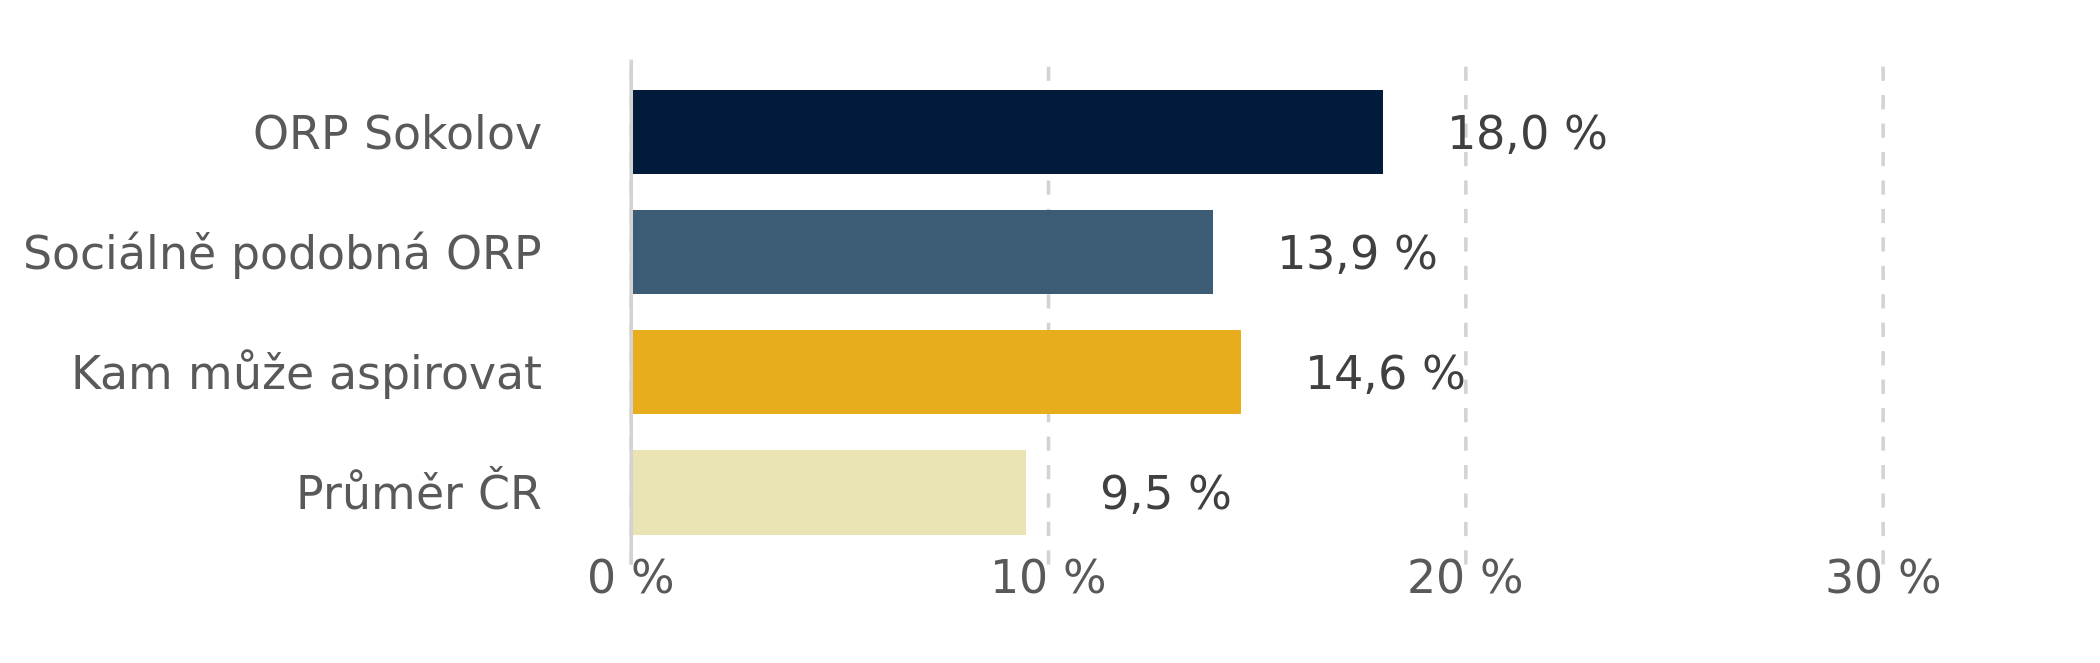 ORP Sokolov 18,0 %
Sociálně podobná ORP 13,9 %
Kam může aspirovat 14,6 %
Průměr ČR 9,5 %
0 % 10 % 20 % 30 %